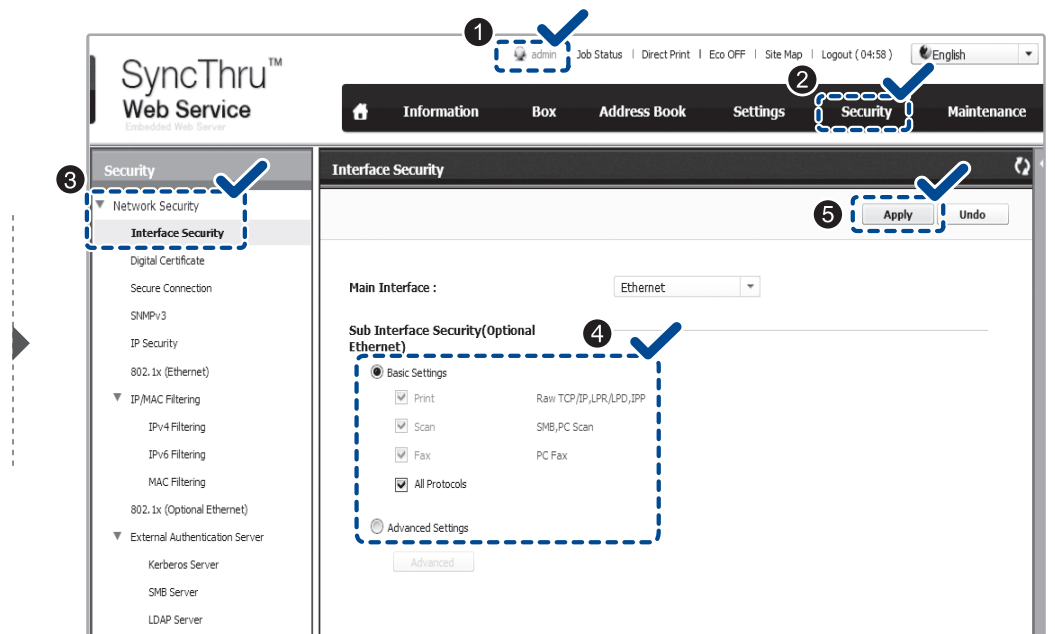 1
admin
Job Status | Direct Print | Eco OFF | Site Map | Logout ( 04:58 )
English
SyncThru™
Web Service
Embedded Web Server
2
Information Box Address Book Settings Security Maintenance
3
Security
Network Security
Interface Security
Digital Certificate
Secure Connection
SNMPv3
IP Security
802.1x (Ethernet)
IP/MAC Filtering
IPv4 Filtering
IPv6 Filtering
MAC Filtering
802.1x (Optional Ethernet)
External Authentication Server
Kerberos Server
SMB Server
LDAP Server
Interface Security
5
Apply Undo
Main Interface : Ethernet
Sub Interface Security(Optional
Ethernet)
4
Basic Settings
Print Raw TCP/IP,LPR/LPD,IPP
Scan SMB,PC Scan
Fax PC Fax
All Protocols
Advanced Settings
Advanced